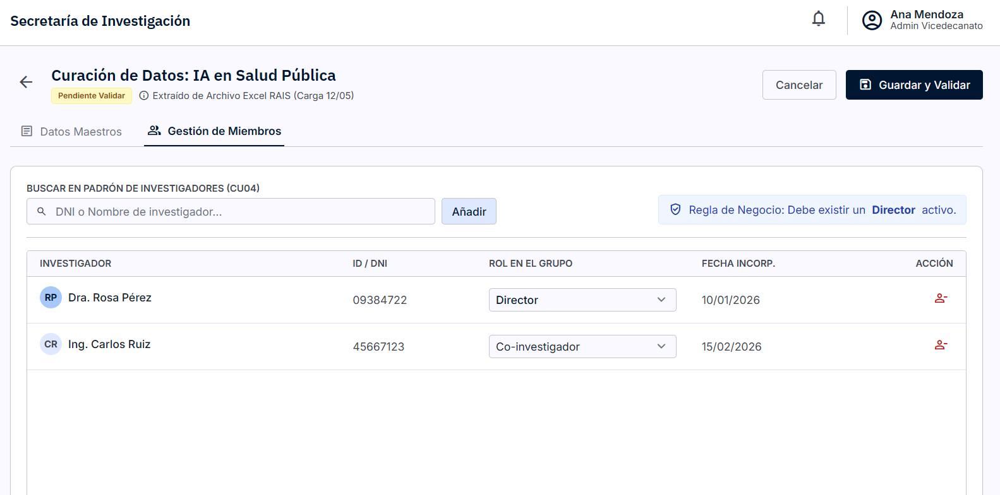 Secretaría de Investigación
Ana Mendoza
Admin Vicedecanato
Curación de Datos: IA en Salud Pública
Pendiente Validar
Extraído de Archivo Excel RAIS (Carga 12/05)
Cancelar
Guardar y Validar
Datos Maestros
Gestión de Miembros
BUSCAR EN PADRÓN DE INVESTIGADORES (CU04)
DNI o Nombre de investigador...
Añadir
Regla de Negocio: Debe existir un Director activo.
INVESTIGADOR ID / DNI ROL EN EL GRUPO FECHA INCORP. ACCIÓN
RP Dra. Rosa Pérez 09384722 Director 10/01/2026
CR Ing. Carlos Ruiz 45667123 Co-investigador 15/02/2026